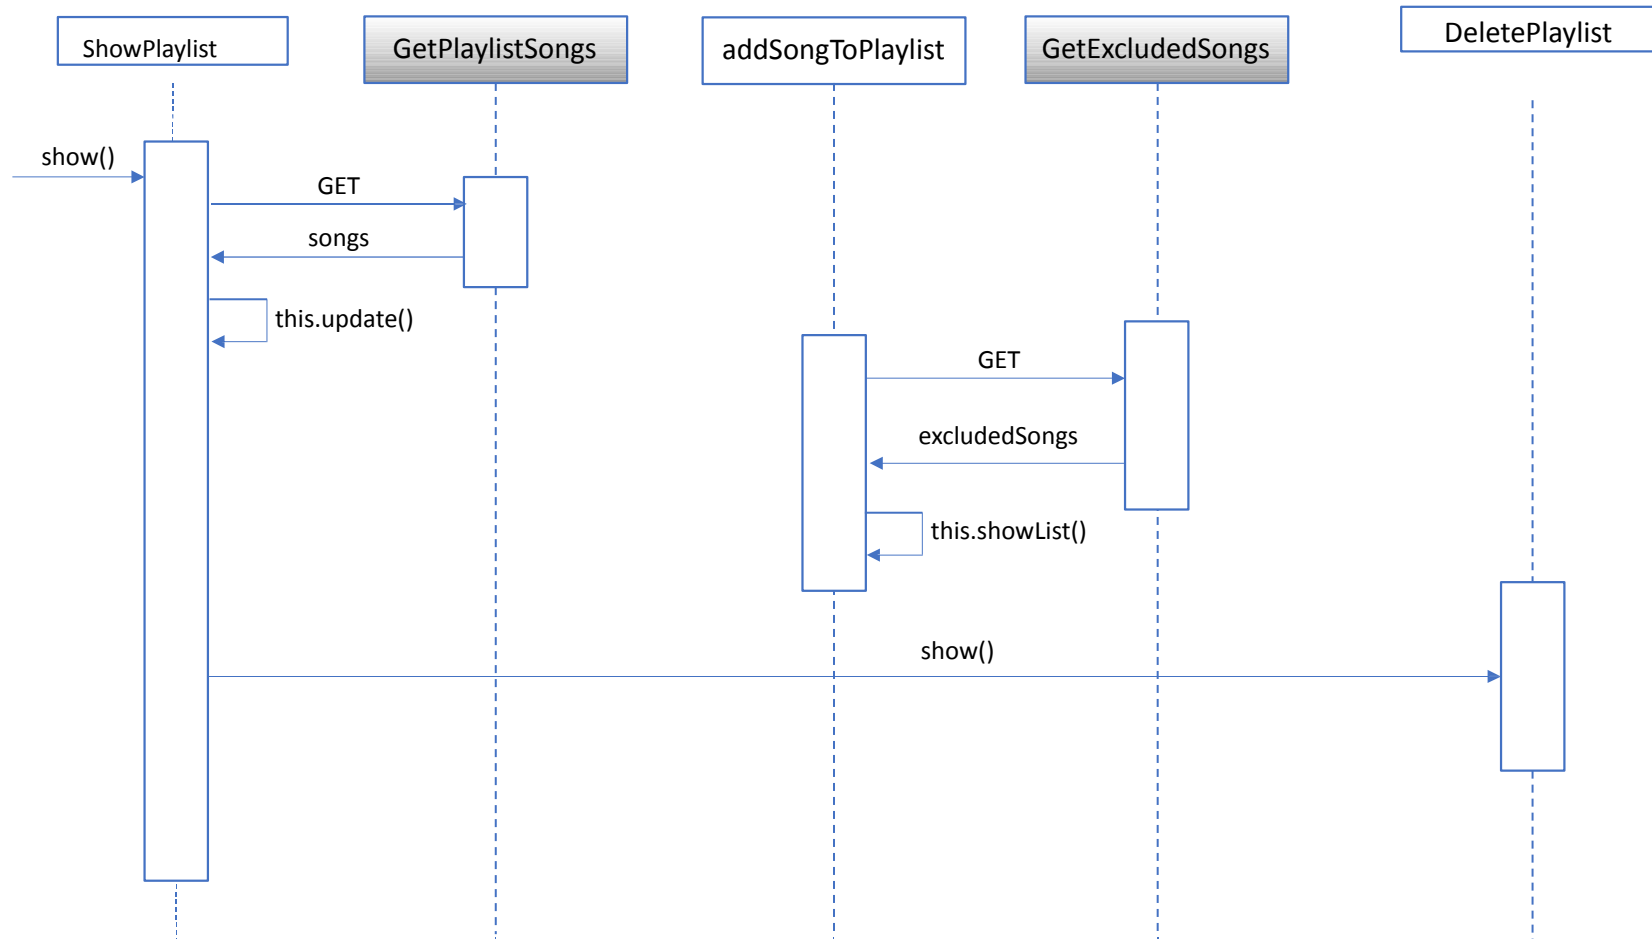 ShowPlaylist
GetPlaylistSongs
addSongToPlaylist
GetExcludedSongs
DeletePlaylist
show()
GET
songs
this.update()
GET
excludedSongs
this.showList()
show()